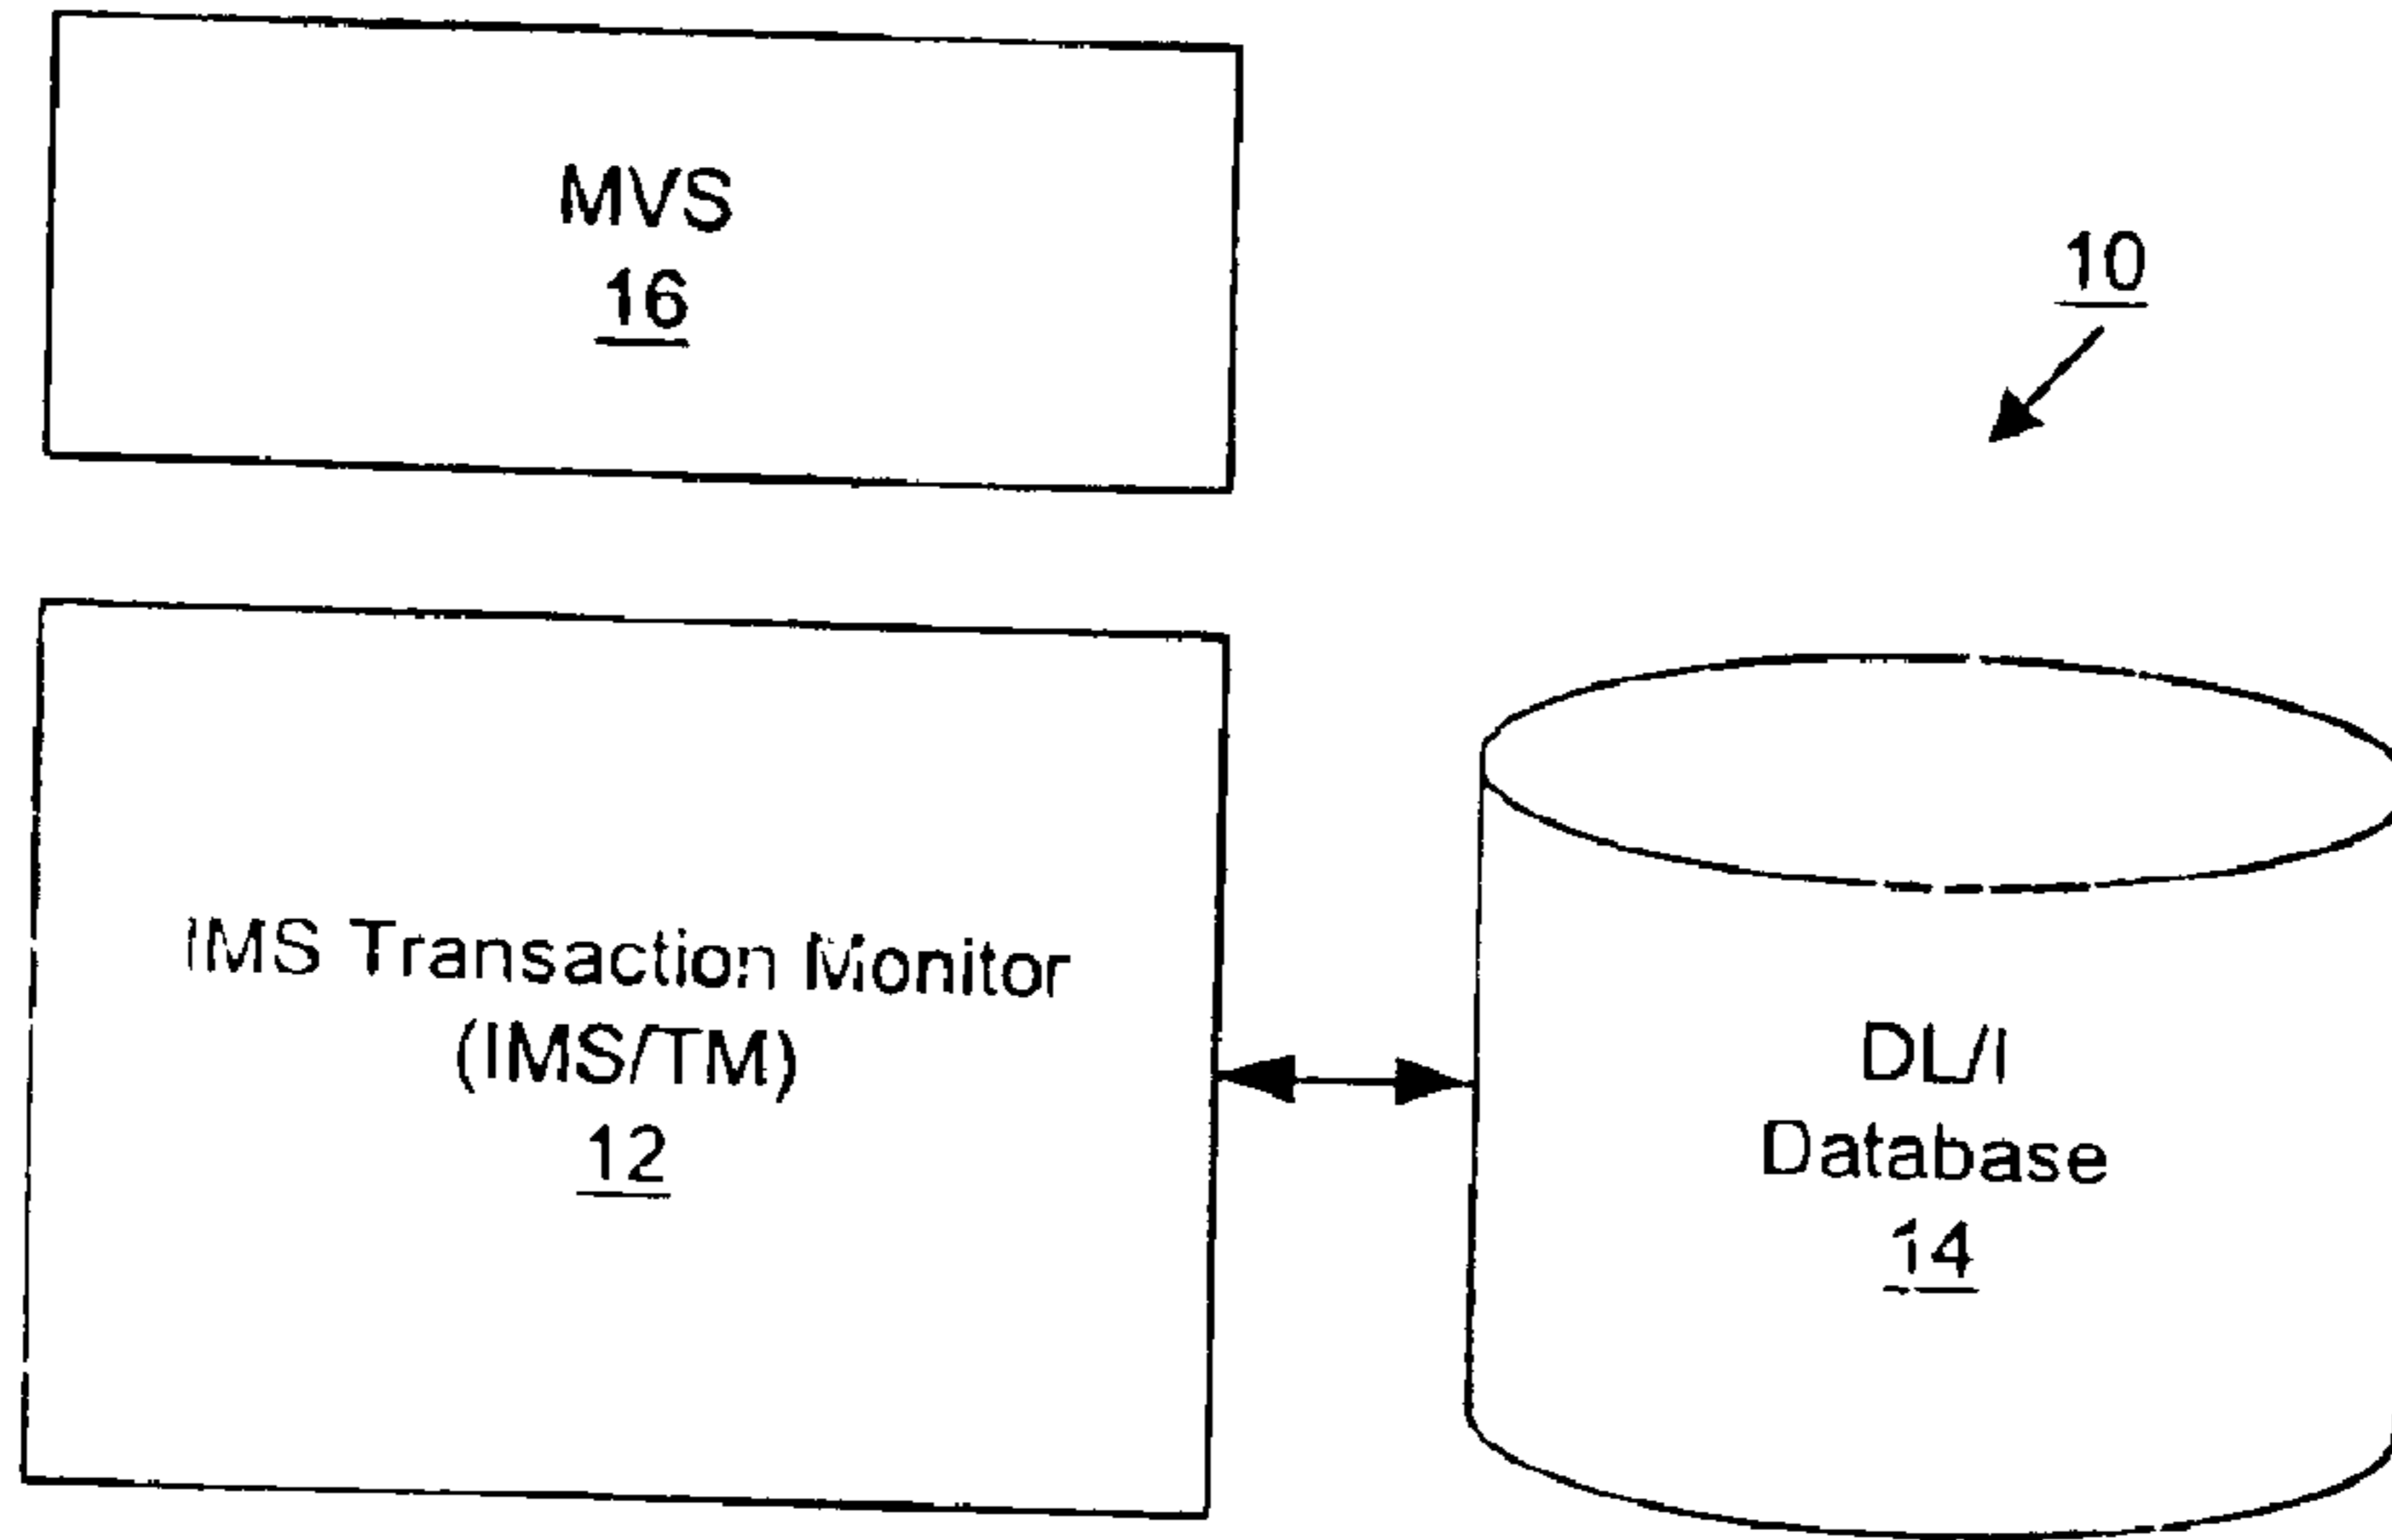 MVS
16
10
IMS Transaction Monitor
(IMS/TM)
12
DL/I
Database
14